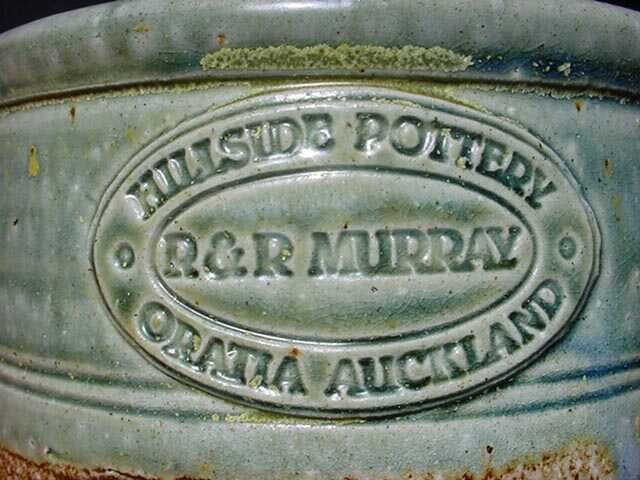 HILLSIDE POTTERY
R & R MURRAY
ORATIA AUCKLAND